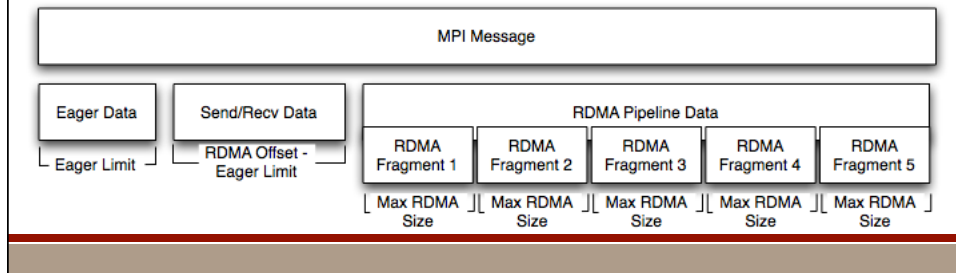 MPI Message
Eager Data
Send/Recv Data
RDMA Pipeline Data
RDMA
Fragment 1
RDMA
Fragment 2
RDMA
Fragment 3
RDMA
Fragment 4
RDMA
Fragment 5
Eager Limit
RDMA Offset -
Eager Limit
Max RDMA
Size
Max RDMA
Size
Max RDMA
Size
Max RDMA
Size
Max RDMA
Size